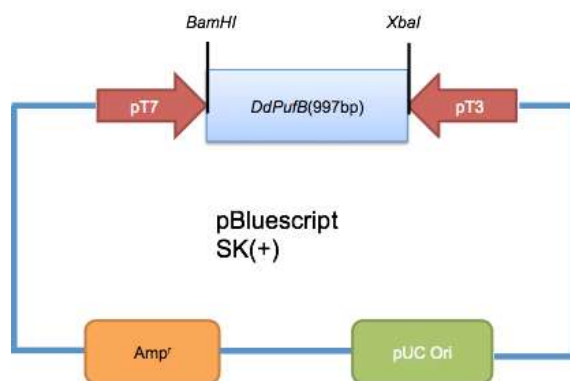 BamHI
XbaI
pT7
DdPufB(997bp)
pT3
pBluescript
SK(+)
Ampʳ
pUC Ori